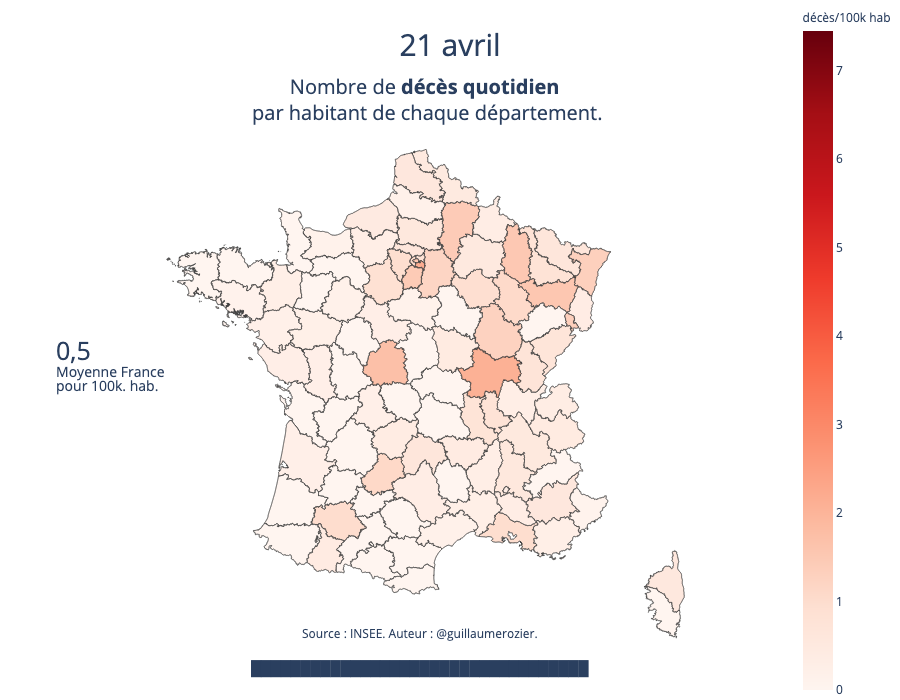 décès/100k hab
21 avril
Nombre de décès quotidien
par habitant de chaque département.
7
6
5
4
3
2
1
0
0,5
Moyenne France
pour 100k. hab.
Source : INSEE. Auteur : @guillaumerozier.